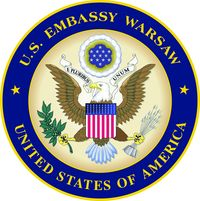 U.S. EMBASSY WARSAW
E PLURIBUS UNUM
UNITED STATES OF AMERICA